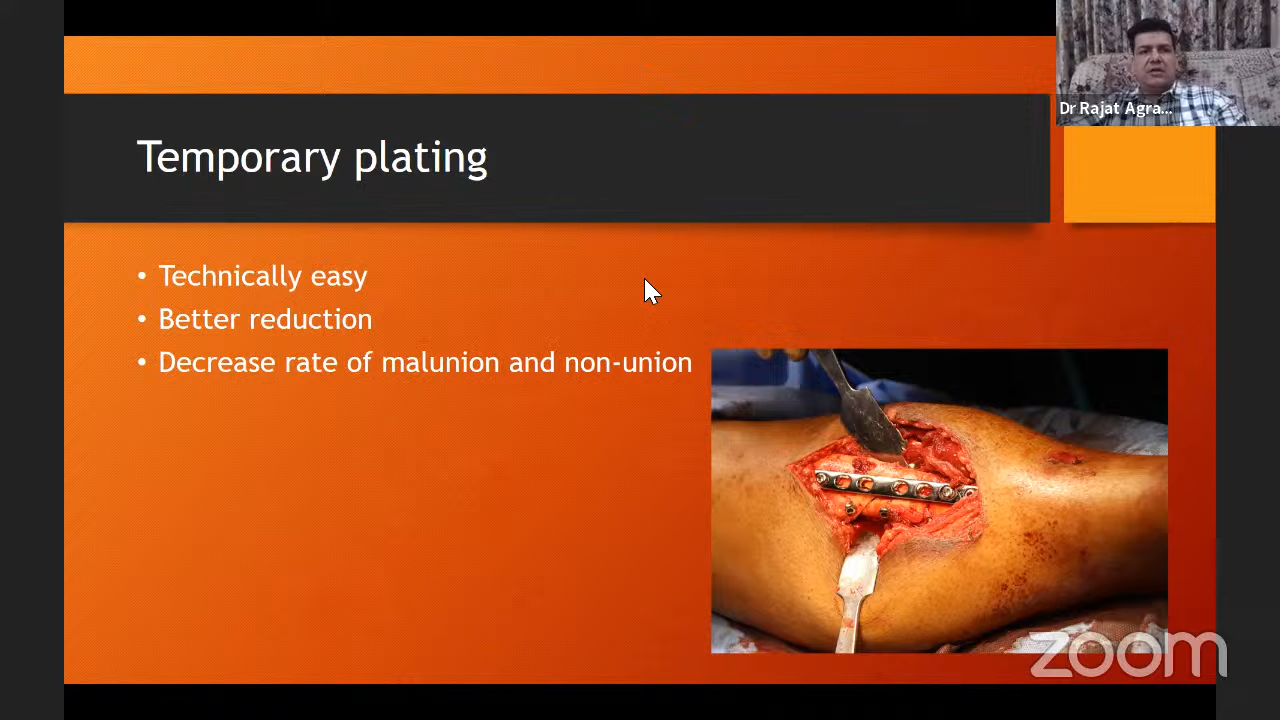 Dr Rajat Agra...
Temporary plating
• Technically easy
• Better reduction
• Decrease rate of malunion and non-union
zoom